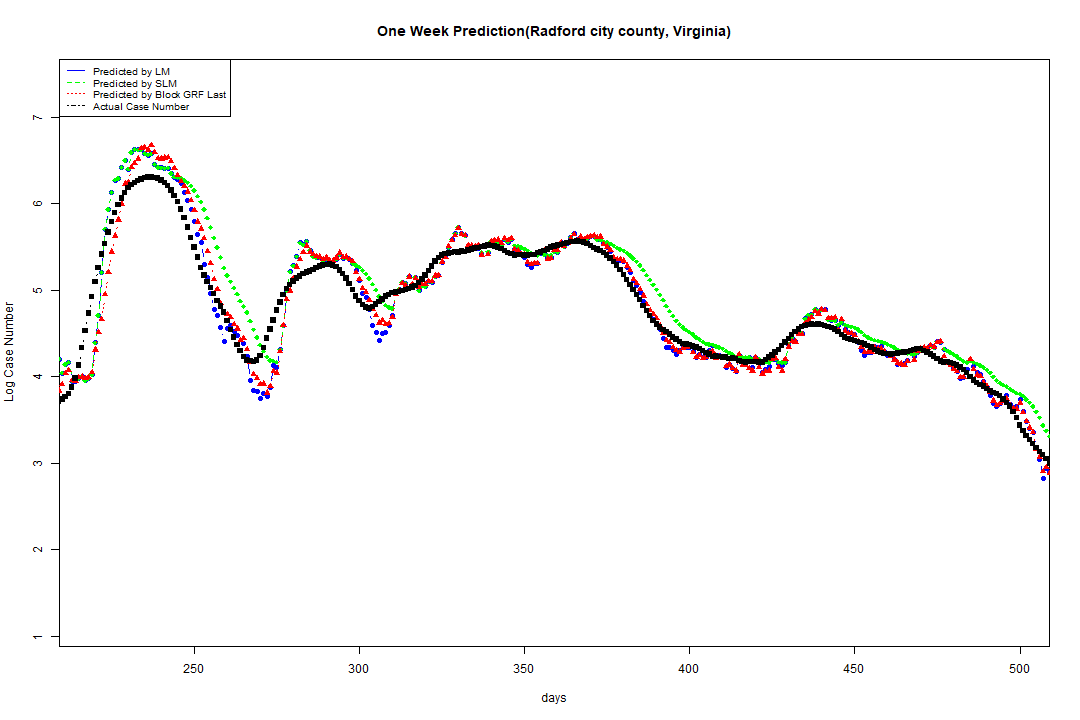 One Week Prediction(Radford city county, Virginia)
Predicted by LM
Predicted by SLM
Predicted by Block GRF Last
Actual Case Number
Log Case Number
7
6
5
4
3
2
1
250 300 350 400 450 500
days